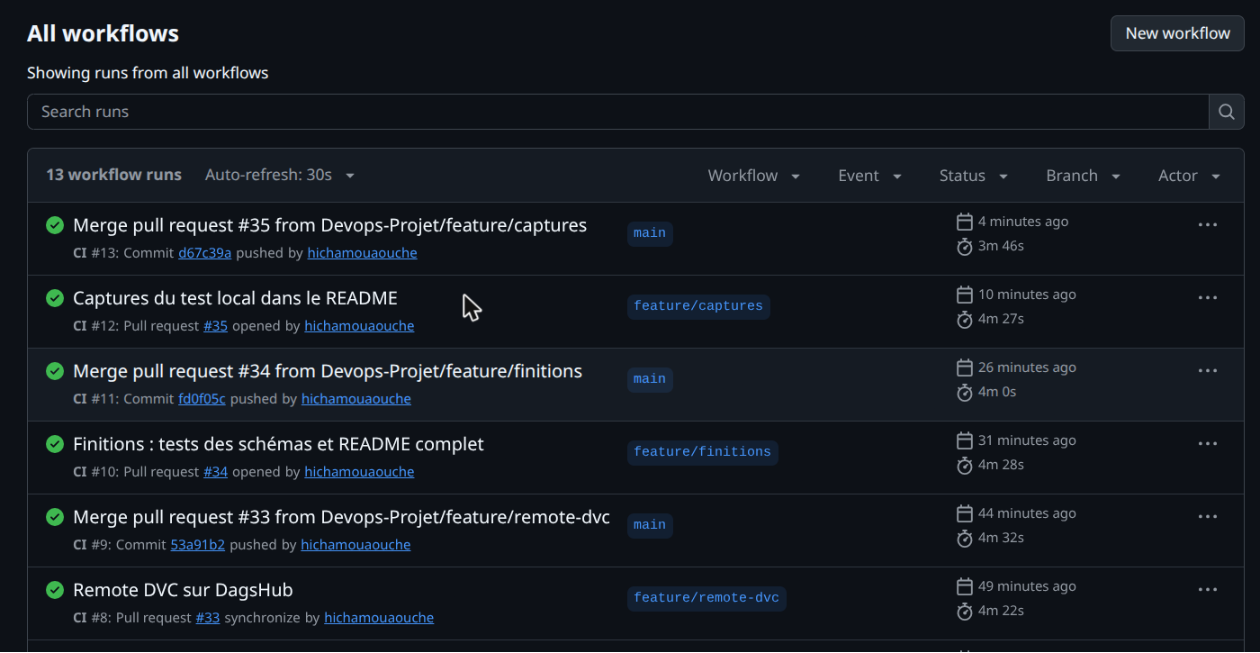 All workflows
New workflow
Showing runs from all workflows
Search runs
13 workflow runs Auto-refresh: 30s Workflow Event Status Branch Actor
Merge pull request #35 from Devops-Projet/feature/captures main 4 minutes ago
CI #13: Commit d67c39a pushed by hichamouaouche 3m 46s
Captures du test local dans le README feature/captures 10 minutes ago
CI #12: Pull request #35 opened by hichamouaouche 4m 27s
Merge pull request #34 from Devops-Projet/feature/finitions main 26 minutes ago
CI #11: Commit fd0f05c pushed by hichamouaouche 4m 0s
Finitions : tests des schémas et README complet feature/finitions 31 minutes ago
CI #10: Pull request #34 opened by hichamouaouche 4m 28s
Merge pull request #33 from Devops-Projet/feature/remote-dvc main 44 minutes ago
CI #9: Commit 53a91b2 pushed by hichamouaouche 4m 32s
Remote DVC sur DagsHub feature/remote-dvc 49 minutes ago
CI #8: Pull request #33 synchronize by hichamouaouche 4m 22s